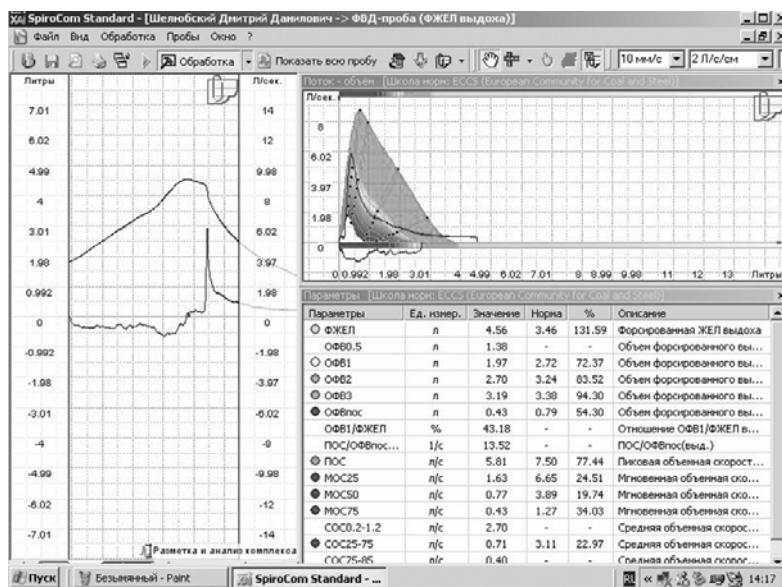 SpiroCom Standard - [Шелюбский Дмитрий Данилович -> ФВД-проба (ФЖЕЛ выдоха)]
Файл Вид Обработка Пробы Окно ?
Обработка Показать всю пробу 10 мм/с 2 Л/с/см
Литры Л/сек.
7.01 14
6.02 12
4.99 9.98
4 8
3.01 6.02
1.98 3.97
0.992 1.98
0 0
-0.992 -1.98
-1.98 -3.97
-3.01 -6.02
-4 -8
-4.99 -9.98
-6.02 -12
-7.01 -14
Разметка и анализ комплекса
Поток - объём [Школа норм: ECCS (European Community for Coal and Steel)]
Л/сек.
8
6.02
3.97
1.98
0
0 0.992 1.98 3.01 4 4.99 6.02 7.01 8 8.99 9.98 11 12 13 Литры
Параметры [Школа норм: ECCS (European Community for Coal and Steel)]
Параметры Ед. измер. Значение Норма % Описание
ФЖЕЛ л 4.56 3.46 131.59 Форсированная ЖЕЛ выдоха
ОФВ0.5 л 1.38 - - Объем форсированного вы...
ОФВ1 л 1.97 2.72 72.37 Объем форсированного вы...
ОФВ2 л 2.70 3.24 83.52 Объем форсированного вы...
ОФВ3 л 3.19 3.38 94.30 Объем форсированного вы...
ОФВпос л 0.43 0.79 54.30 Объем форсированного вы...
ОФВ1/ФЖЕЛ % 43.18 - - Отношение ОФВ1/ФЖЕЛ в...
ПОС/ОФВпос... 1/с 13.52 - - ПОС/ОФВпос(выд.)
ПОС л/с 5.81 7.50 77.44 Пиковая объемная скорост...
МОС25 л/с 1.63 6.65 24.51 Мгновенная объемная ско...
МОС50 л/с 0.77 3.89 19.74 Мгновенная объемная ско...
МОС75 л/с 0.43 1.27 34.03 Мгновенная объемная ско...
СОС0.2-1.2 л/с 2.70 - - Средняя объемная скорос...
СОС25-75 л/с 0.71 3.11 22.97 Средняя объемная скорос...
СОС75-85 л/с 0.40 - - Средняя объемная скорос...
Пуск Безымянный - Paint SpiroCom Standard - ... RU 14:17